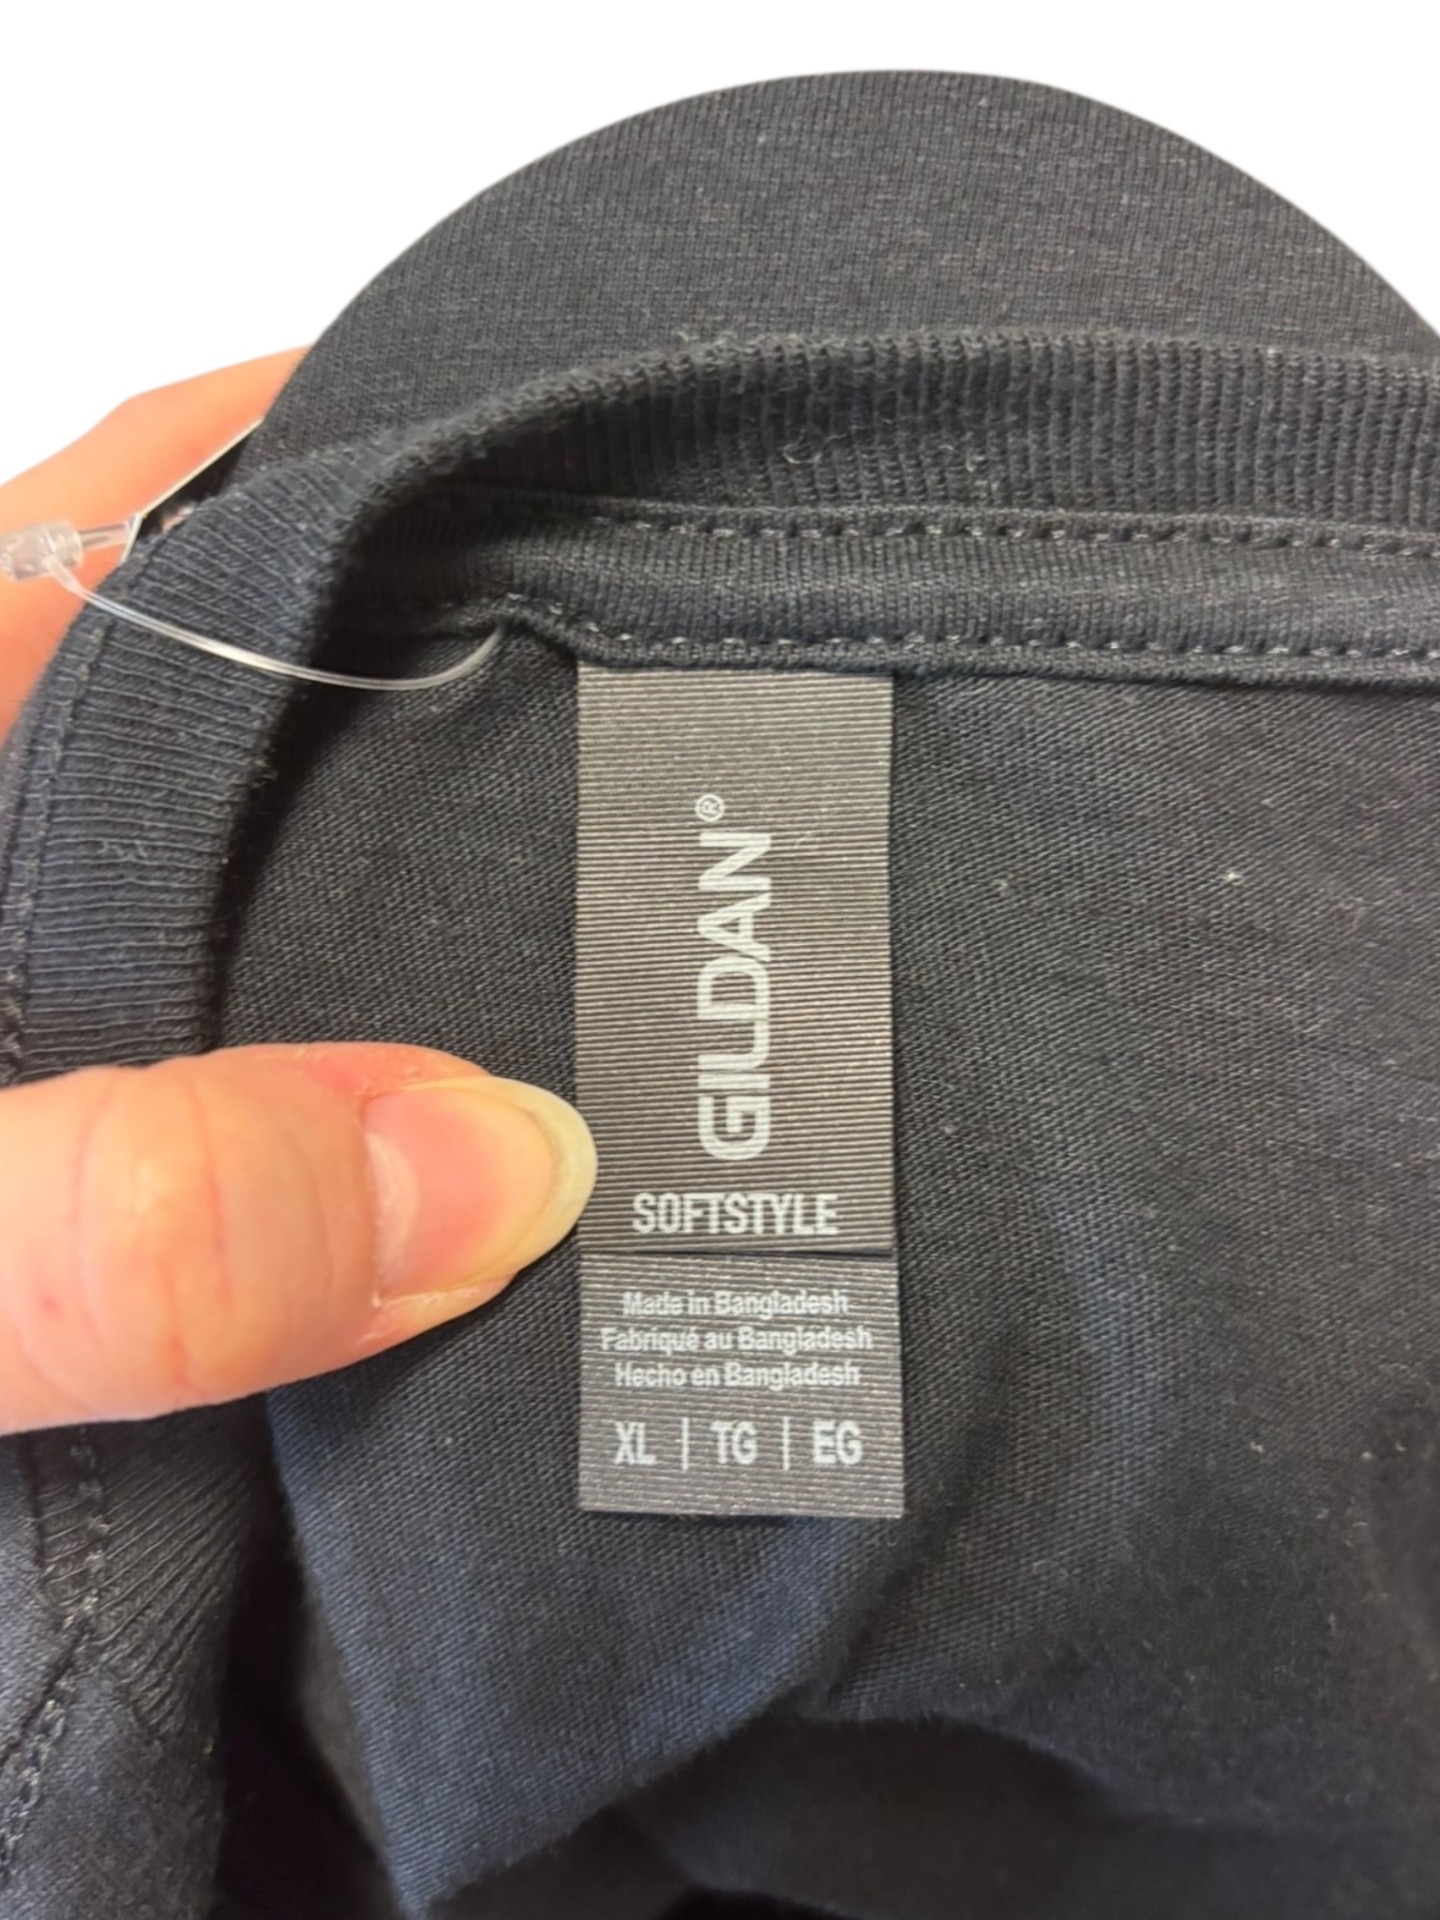 GILDAN®
SOFTSTYLE
Made in Bangladesh
Fabriqué au Bangladesh
Hecho en Bangladesh
XL | TG | EG